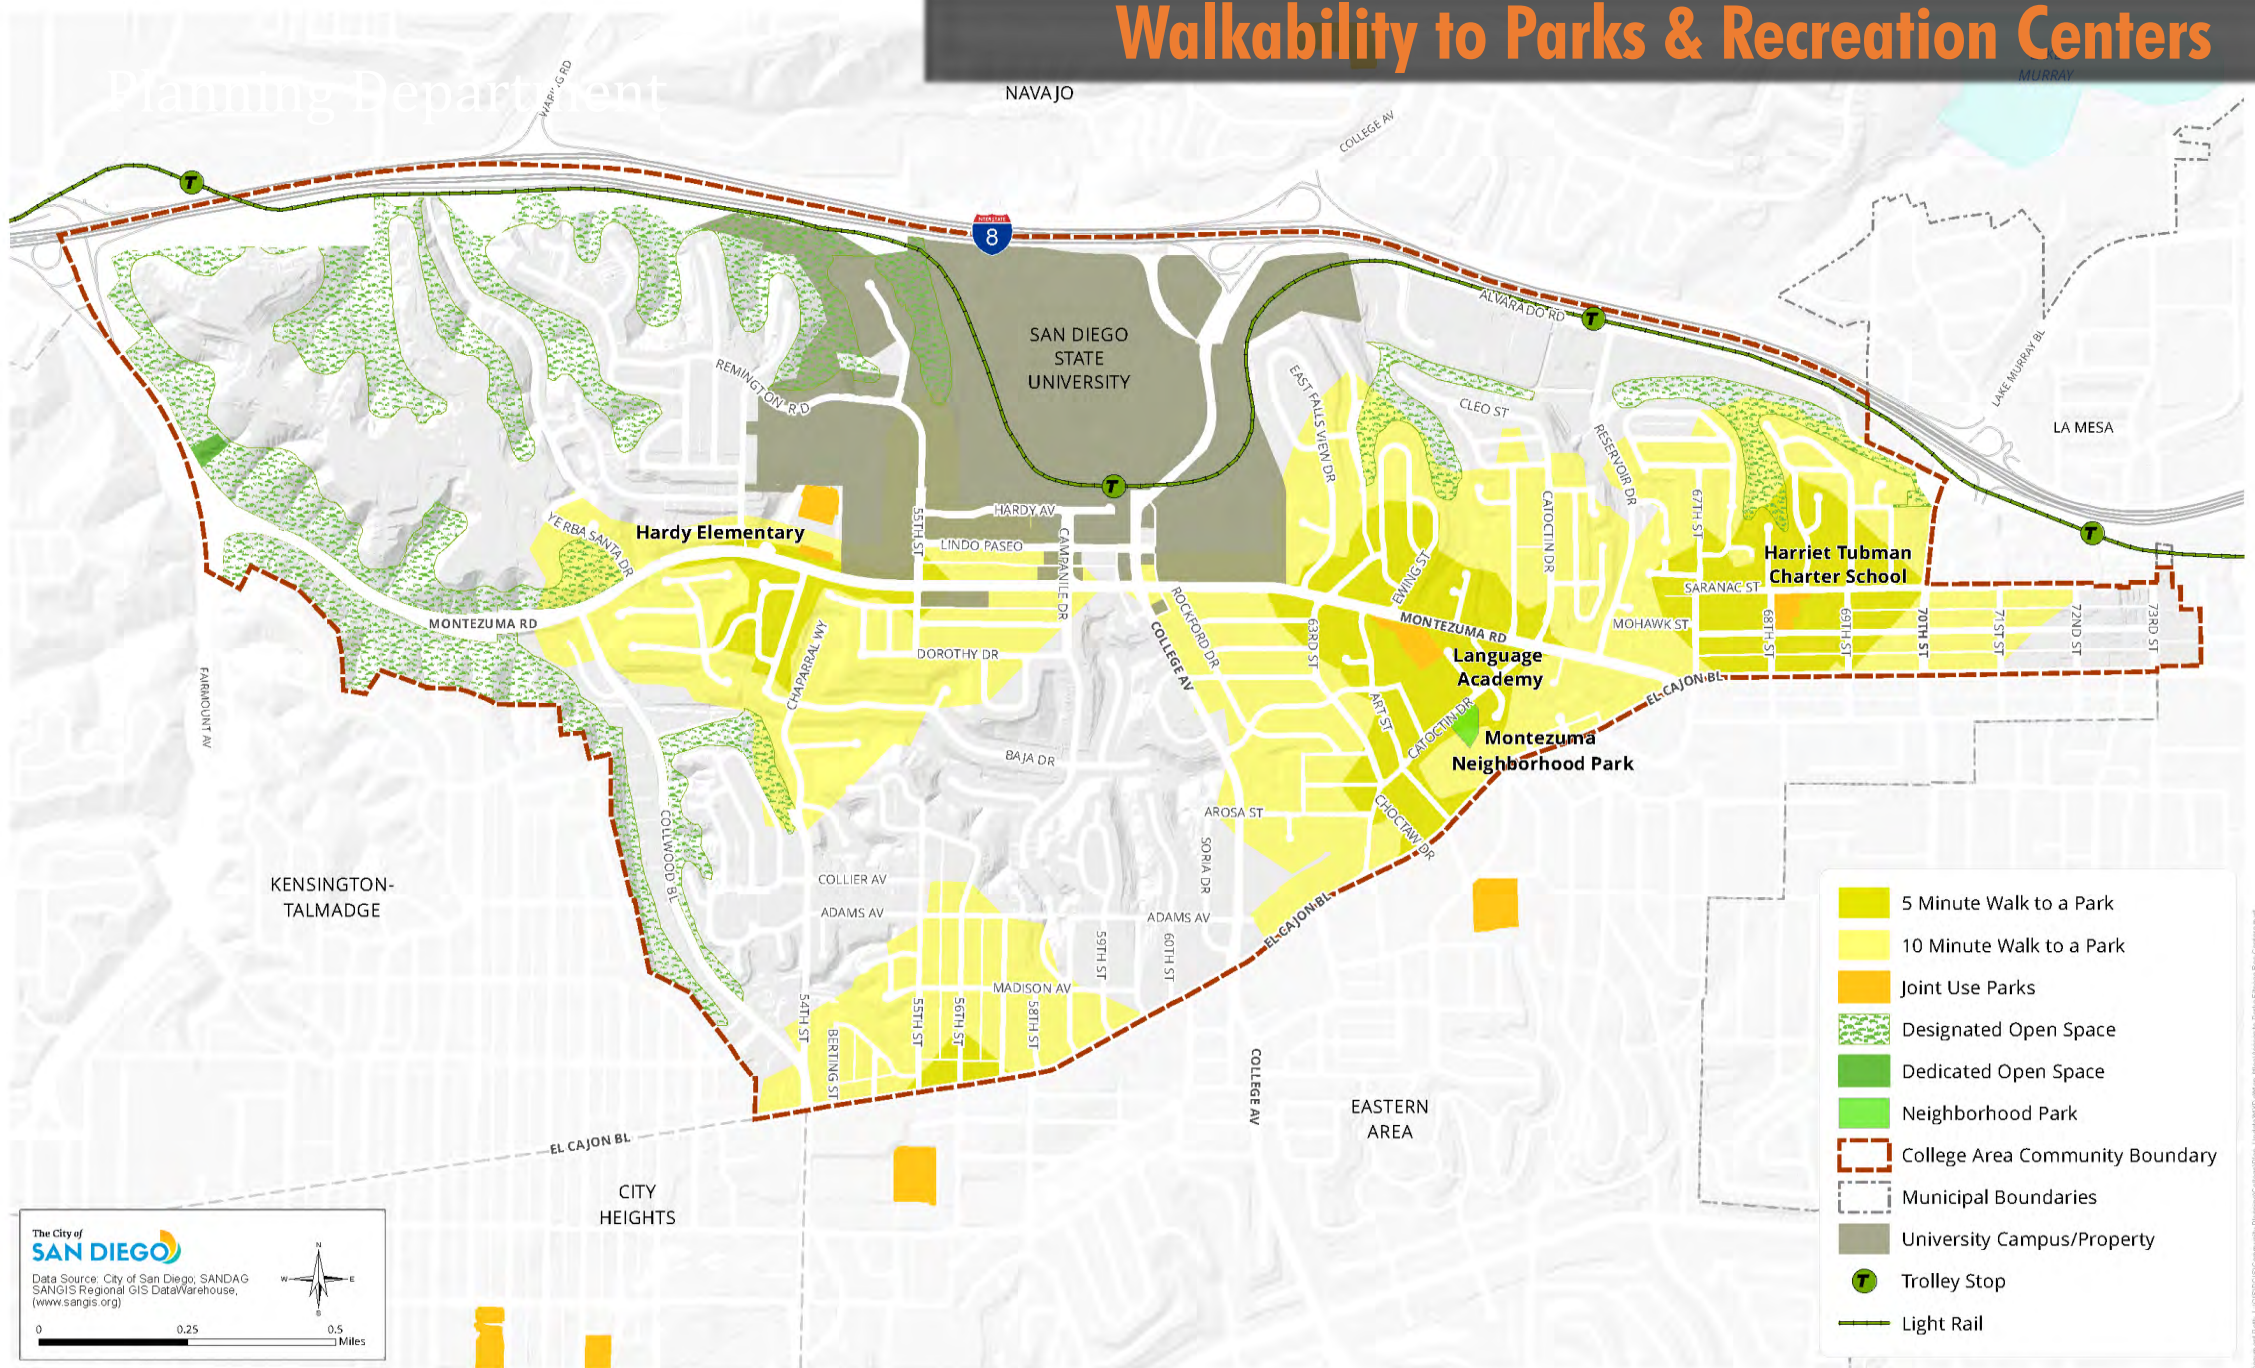 Walkability to Parks & Recreation Centers
Planning Department
MURRAY
NAVAJO
WARING RD
COLLEGE AV
INTERSTATE
8
T
T
T
T
ALVARADO RD
LAKE MURRAY BL
LA MESA
SAN DIEGO
STATE
UNIVERSITY
REMINGTON RD
EAST FALLS VIEW DR
CLEO ST
RESERVOIR DR
CATOCTIN DR
67TH ST
HARDY AV
55TH ST
LINDO PASEO
CAMPANILE DR
Hardy Elementary
YERBA SANTA DR
Harriet Tubman
Charter School
SARANAC ST
EWING ST
ROCKFORD DR
MONTEZUMA RD
MONTEZUMA RD
MOHAWK ST
63RD ST
68TH ST
69TH ST
70TH ST
71ST ST
72ND ST
73RD ST
Language
Academy
DOROTHY DR
CHAPARRAL WY
COLLEGE AV
EL CAJON BL
ART ST
CATOCTIN DR
Montezuma
Neighborhood Park
FAIRMOUNT AV
BAJA DR
AROSA ST
CHOCTAW DR
COLLWOOD BL
SORIA DR
COLLIER AV
ADAMS AV
ADAMS AV
KENSINGTON-
TALMADGE
EL CAJON BL
59TH ST
60TH ST
MADISON AV
54TH ST
55TH ST
56TH ST
58TH ST
BERTING ST
COLLEGE AV
EASTERN
AREA
EL CAJON BL
CITY
HEIGHTS
5 Minute Walk to a Park
10 Minute Walk to a Park
Joint Use Parks
Designated Open Space
Dedicated Open Space
Neighborhood Park
College Area Community Boundary
Municipal Boundaries
University Campus/Property
T Trolley Stop
Light Rail
The City of
SAN DIEGO
Data Source: City of San Diego; SANDAG
SANGIS Regional GIS DataWarehouse,
(www.sangis.org)
N
W E
S
0 0.25 0.5
Miles